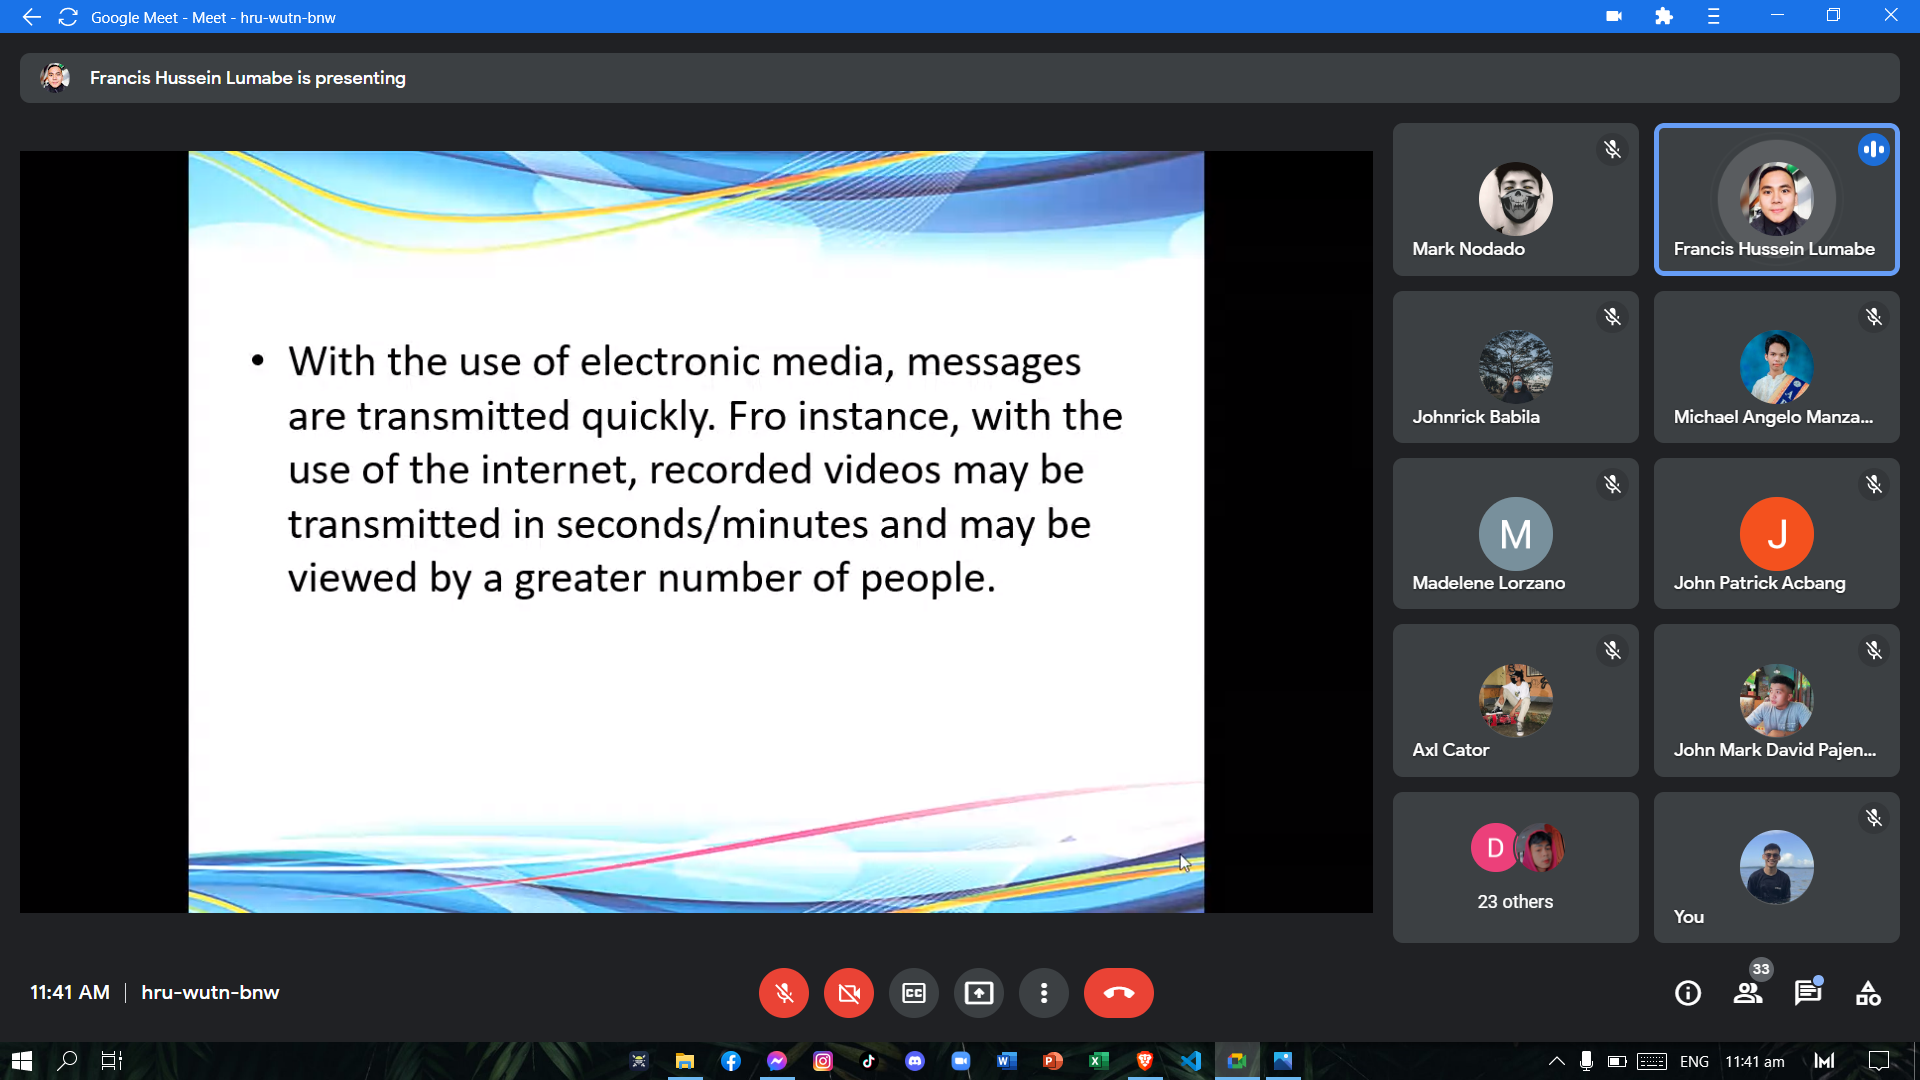 Google Meet - Meet - hru-wutn-bnw
Francis Hussein Lumabe is presenting
• With the use of electronic media, messages
are transmitted quickly. Fro instance, with the
use of the internet, recorded videos may be
transmitted in seconds/minutes and may be
viewed by a greater number of people.
Mark Nodado
Francis Hussein Lumabe
Johnrick Babila
Michael Angelo Manza...
M
Madelene Lorzano
J
John Patrick Acbang
Axl Cator
John Mark David Pajen...
D
23 others
You
11:41 AM | hru-wutn-bnw
CC
33
ENG
11:41 am